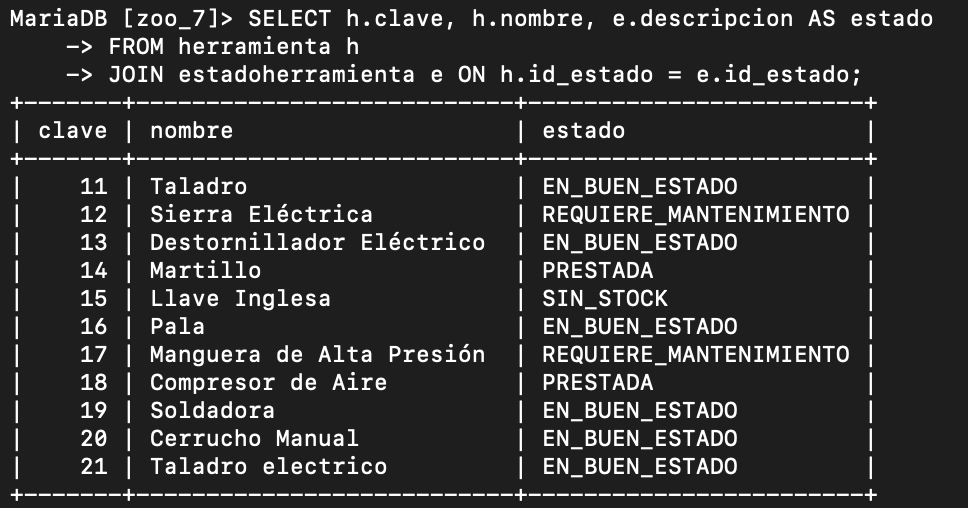 MariaDB [zoo_7]> SELECT h.clave, h.nombre, e.descripcion AS estado
    -> FROM herramienta h
    -> JOIN estadoherramienta e ON h.id_estado = e.id_estado;
+-------+---------------------------+------------------------+
| clave | nombre                    | estado                 |
+-------+---------------------------+------------------------+
|    11 | Taladro                   | EN_BUEN_ESTADO         |
|    12 | Sierra Eléctrica          | REQUIERE_MANTENIMIENTO |
|    13 | Destornillador Eléctrico  | EN_BUEN_ESTADO         |
|    14 | Martillo                  | PRESTADA               |
|    15 | Llave Inglesa             | SIN_STOCK              |
|    16 | Pala                      | EN_BUEN_ESTADO         |
|    17 | Manguera de Alta Presión  | REQUIERE_MANTENIMIENTO |
|    18 | Compresor de Aire         | PRESTADA               |
|    19 | Soldadora                 | EN_BUEN_ESTADO         |
|    20 | Cerrucho Manual           | EN_BUEN_ESTADO         |
|    21 | Taladro electrico         | EN_BUEN_ESTADO         |
+-------+---------------------------+------------------------+